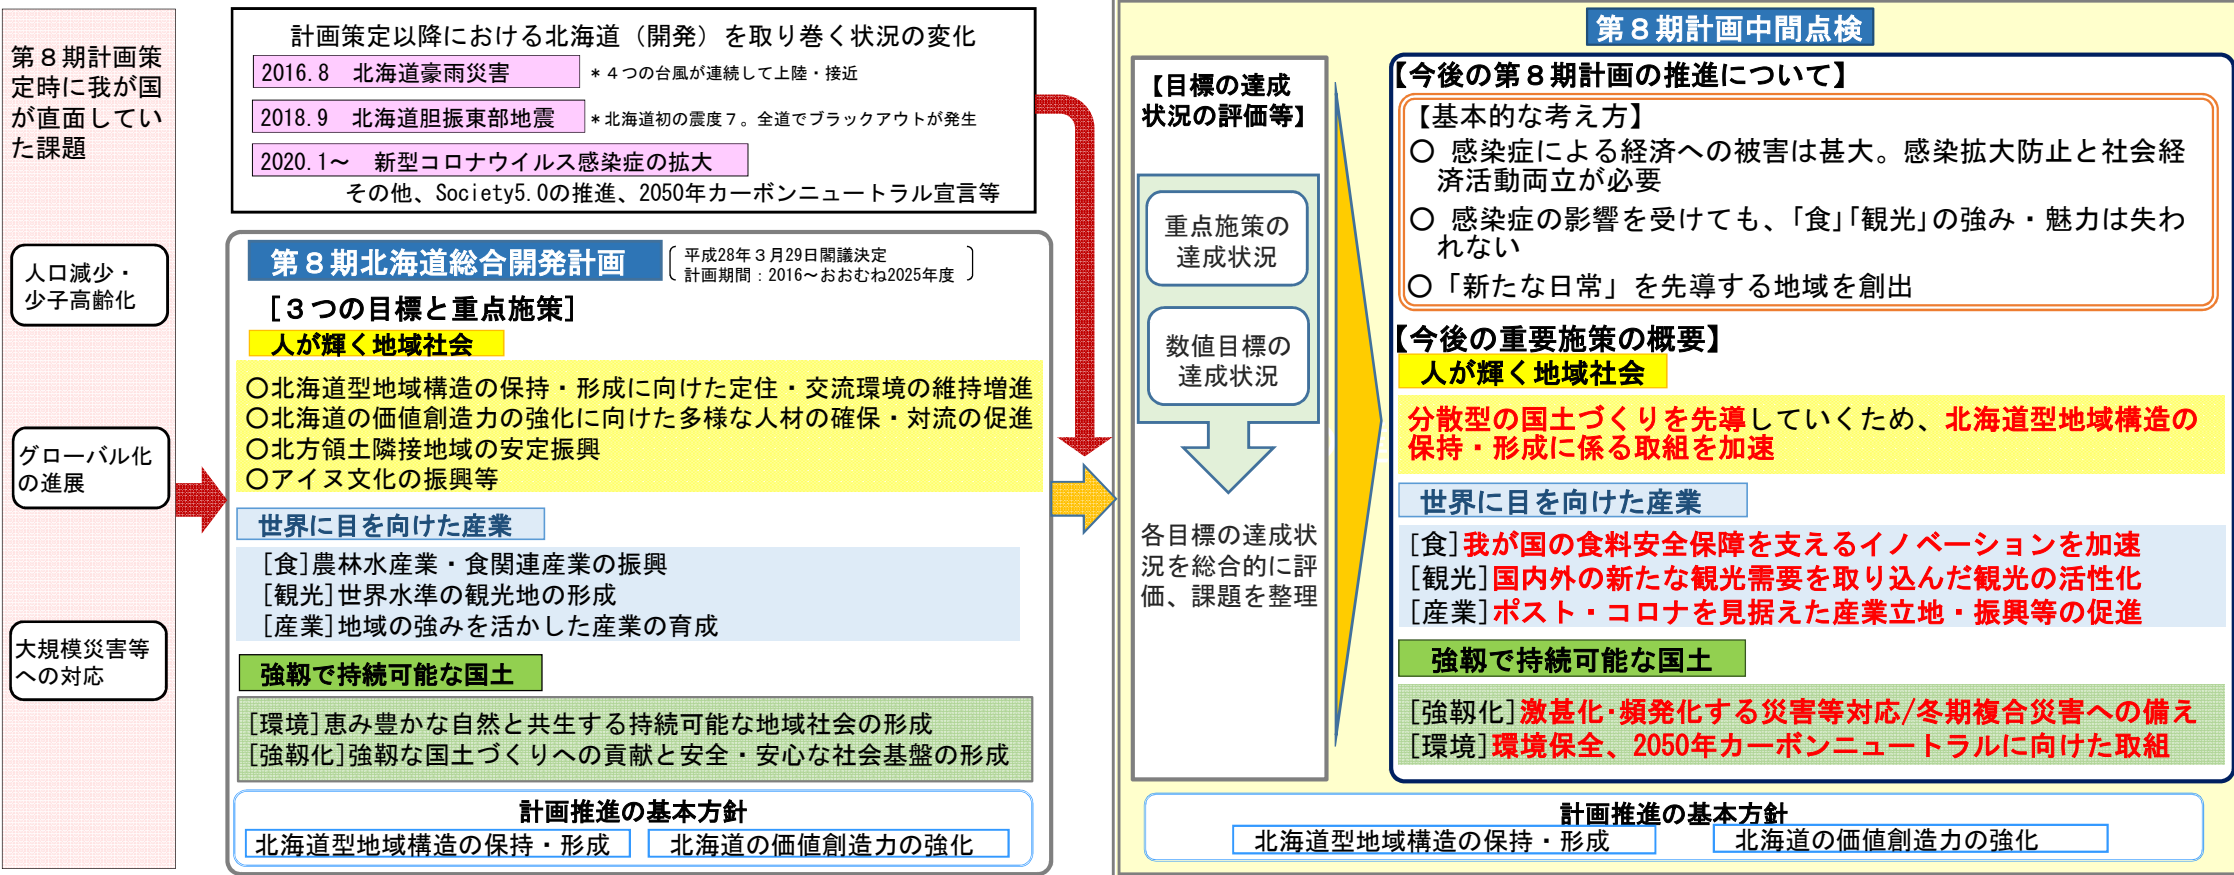 第８期計画策
定時に我が国
が直面してい
た課題
人口減少・
少子高齢化
グローバル化
の進展
大規模災害等
への対応
計画策定以降における北海道（開発）を取り巻く状況の変化
2016.8　北海道豪雨災害
＊４つの台風が連続して上陸・接近
2018.9　北海道胆振東部地震
＊北海道初の震度７。全道でブラックアウトが発生
2020.1～　新型コロナウイルス感染症の拡大
その他、Society5.0の推進、2050年カーボンニュートラル宣言等
第８期北海道総合開発計画
平成28年３月29日閣議決定
計画期間：2016～おおむね2025年度
［３つの目標と重点施策］
人が輝く地域社会
○北海道型地域構造の保持・形成に向けた定住・交流環境の維持増進
○北海道の価値創造力の強化に向けた多様な人材の確保・対流の促進
○北方領土隣接地域の安定振興
○アイヌ文化の振興等
世界に目を向けた産業
[食]農林水産業・食関連産業の振興
[観光]世界水準の観光地の形成
[産業]地域の強みを活かした産業の育成
強靱で持続可能な国土
[環境]恵み豊かな自然と共生する持続可能な地域社会の形成
[強靱化]強靱な国土づくりへの貢献と安全・安心な社会基盤の形成
計画推進の基本方針
北海道型地域構造の保持・形成
北海道の価値創造力の強化
第８期計画中間点検
【目標の達成
状況の評価等】
重点施策の
達成状況
数値目標の
達成状況
各目標の達成状
況を総合的に評
価、課題を整理
【今後の第８期計画の推進について】
【基本的な考え方】
○ 感染症による経済への被害は甚大。感染拡大防止と社会経
済活動両立が必要
○ 感染症の影響を受けても、「食」「観光」の強み・魅力は失わ
れない
○「新たな日常」を先導する地域を創出
【今後の重要施策の概要】
人が輝く地域社会
分散型の国土づくりを先導していくため、北海道型地域構造の
保持・形成に係る取組を加速
世界に目を向けた産業
[食]我が国の食料安全保障を支えるイノベーションを加速
[観光]国内外の新たな観光需要を取り込んだ観光の活性化
[産業]ポスト・コロナを見据えた産業立地・振興等の促進
強靱で持続可能な国土
[強靱化]激甚化･頻発化する災害等対応/冬期複合災害への備え
[環境]環境保全、2050年カーボンニュートラルに向けた取組
計画推進の基本方針
北海道型地域構造の保持・形成
北海道の価値創造力の強化